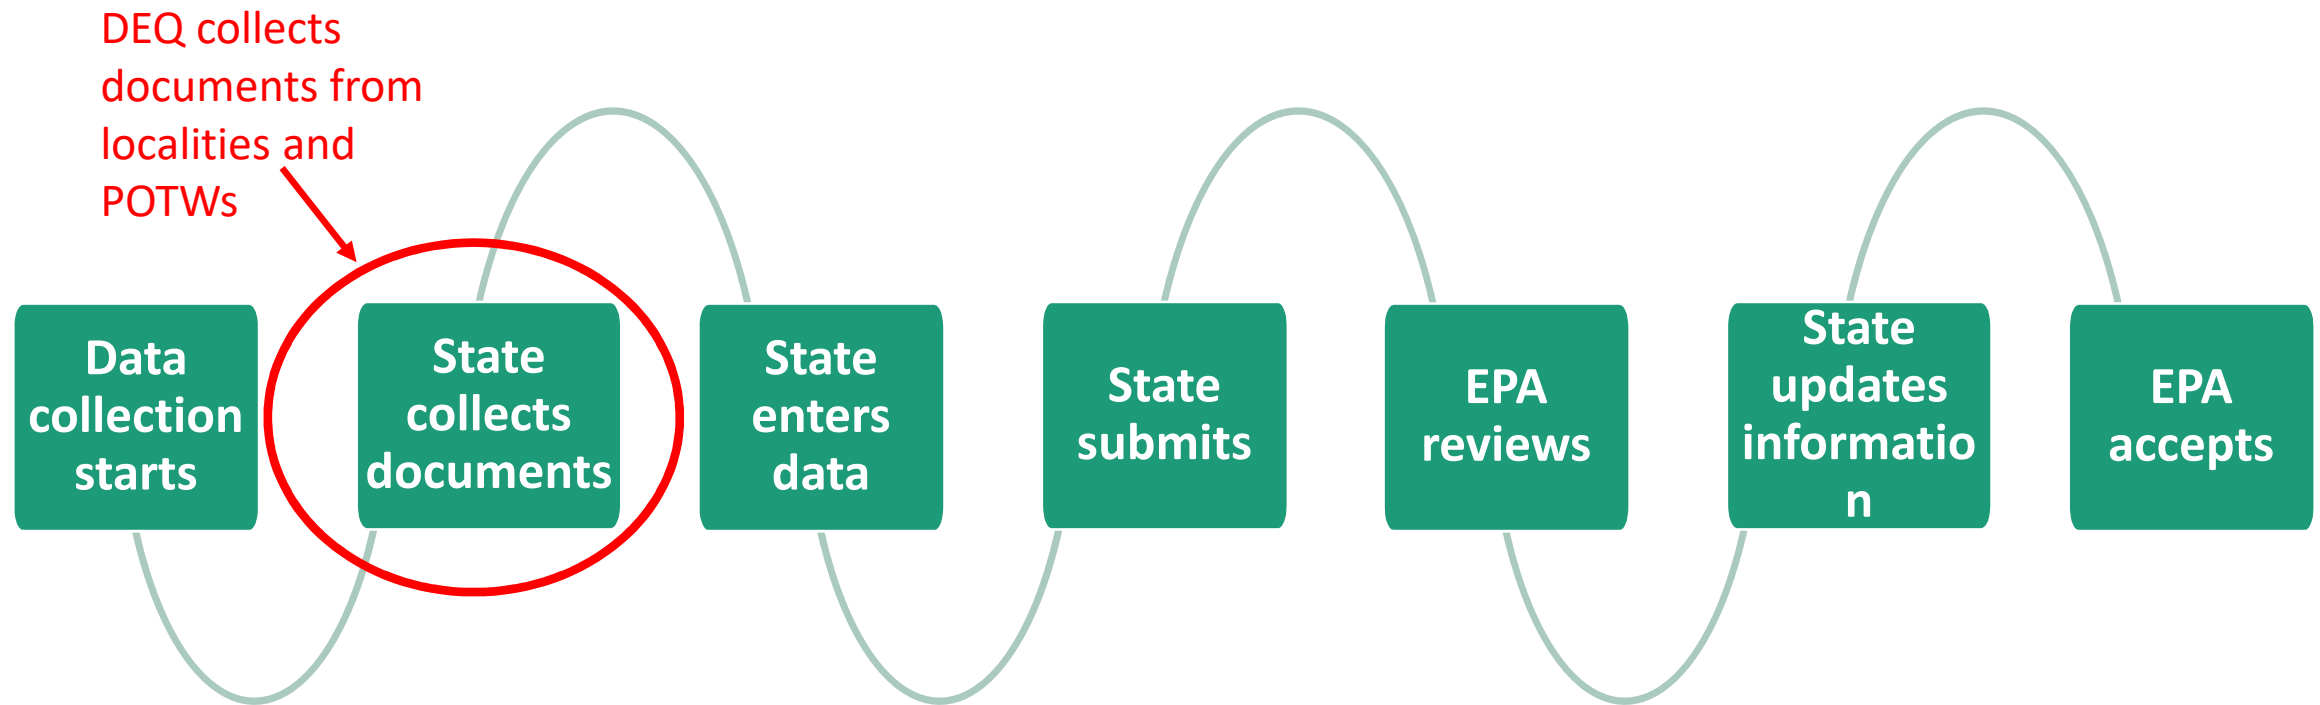 DEQ collects
documents from
localities and
POTWs
Data
collection
starts
State
collects
documents
State
enters
data
State
submits
EPA
reviews
State
updates
informatio
n
EPA
accepts